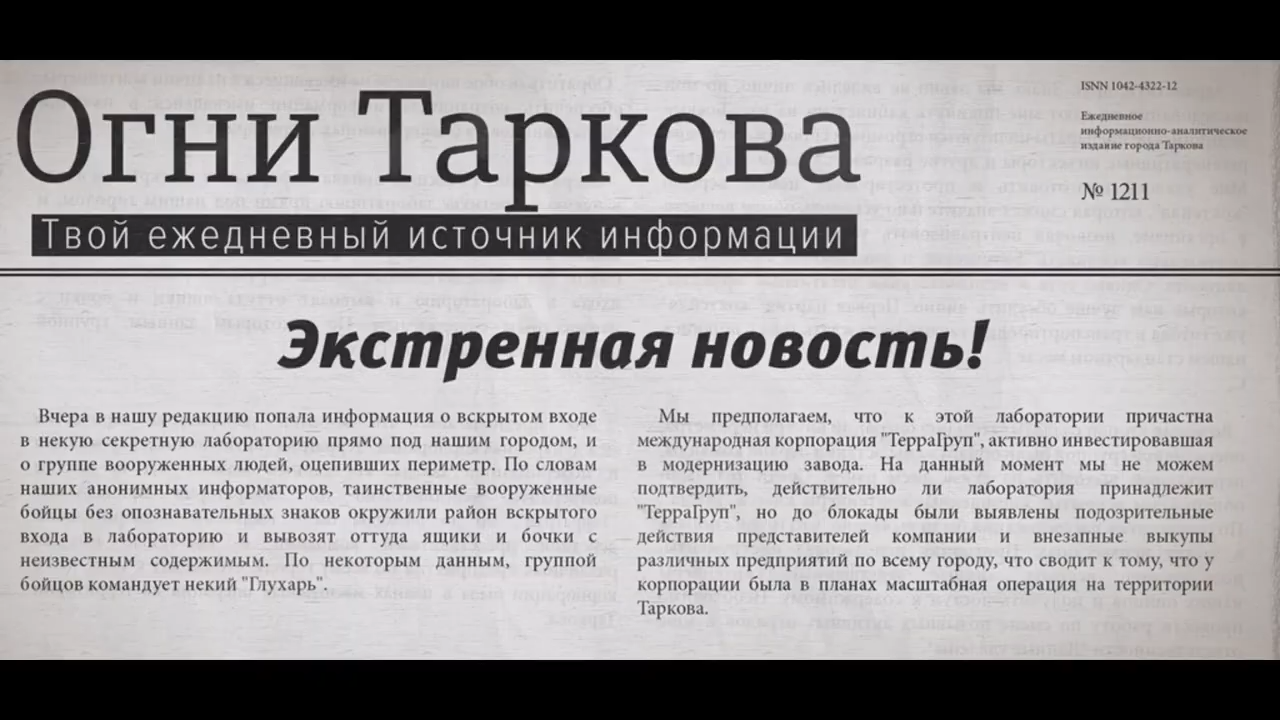 Огни Таркова
Твой ежедневный источник информации
ISNN 1042-4322-12
Ежедневное
информационно-аналитическое
издание города Таркова
№ 1211
Экстренная новость!
Вчера в нашу редакцию попала информация о вскрытом входе
в некую секретную лабораторию прямо под нашим городом, и
о группе вооруженных людей, оцепивших периметр. По словам
наших анонимных информаторов, таинственные вооруженные
бойцы без опознавательных знаков окружили район вскрытого
входа в лабораторию и вывозят оттуда ящики и бочки с
неизвестным содержимым. По некоторым данным, группой
бойцов командует некий "Глухарь".
Мы предполагаем, что к этой лаборатории причастна
международная корпорация "ТерраГруп", активно инвестировавшая
в модернизацию завода. На данный момент мы не можем
подтвердить, действительно ли лаборатория принадлежит
"ТерраГруп", но до блокады были выявлены подозрительные
действия представителей компании и внезапные выкупы
различных предприятий по всему городу, что сводит к тому, что у
корпорации была в планах масштабная операция на территории
Таркова.